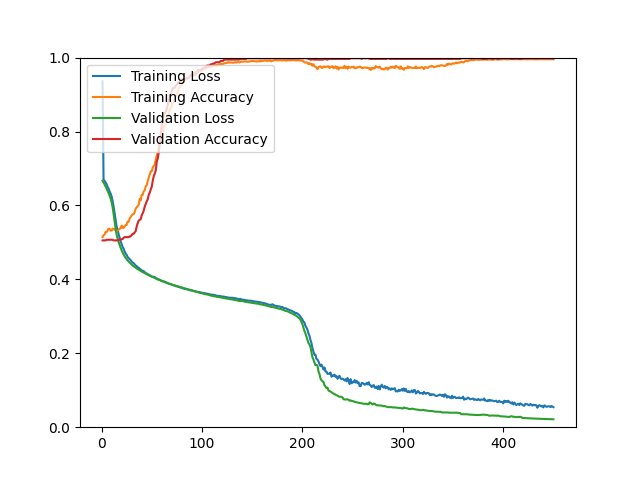 1.0
0.8
0.6
0.4
0.2
0.0
Training Loss
Training Accuracy
Validation Loss
Validation Accuracy
0 100 200 300 400